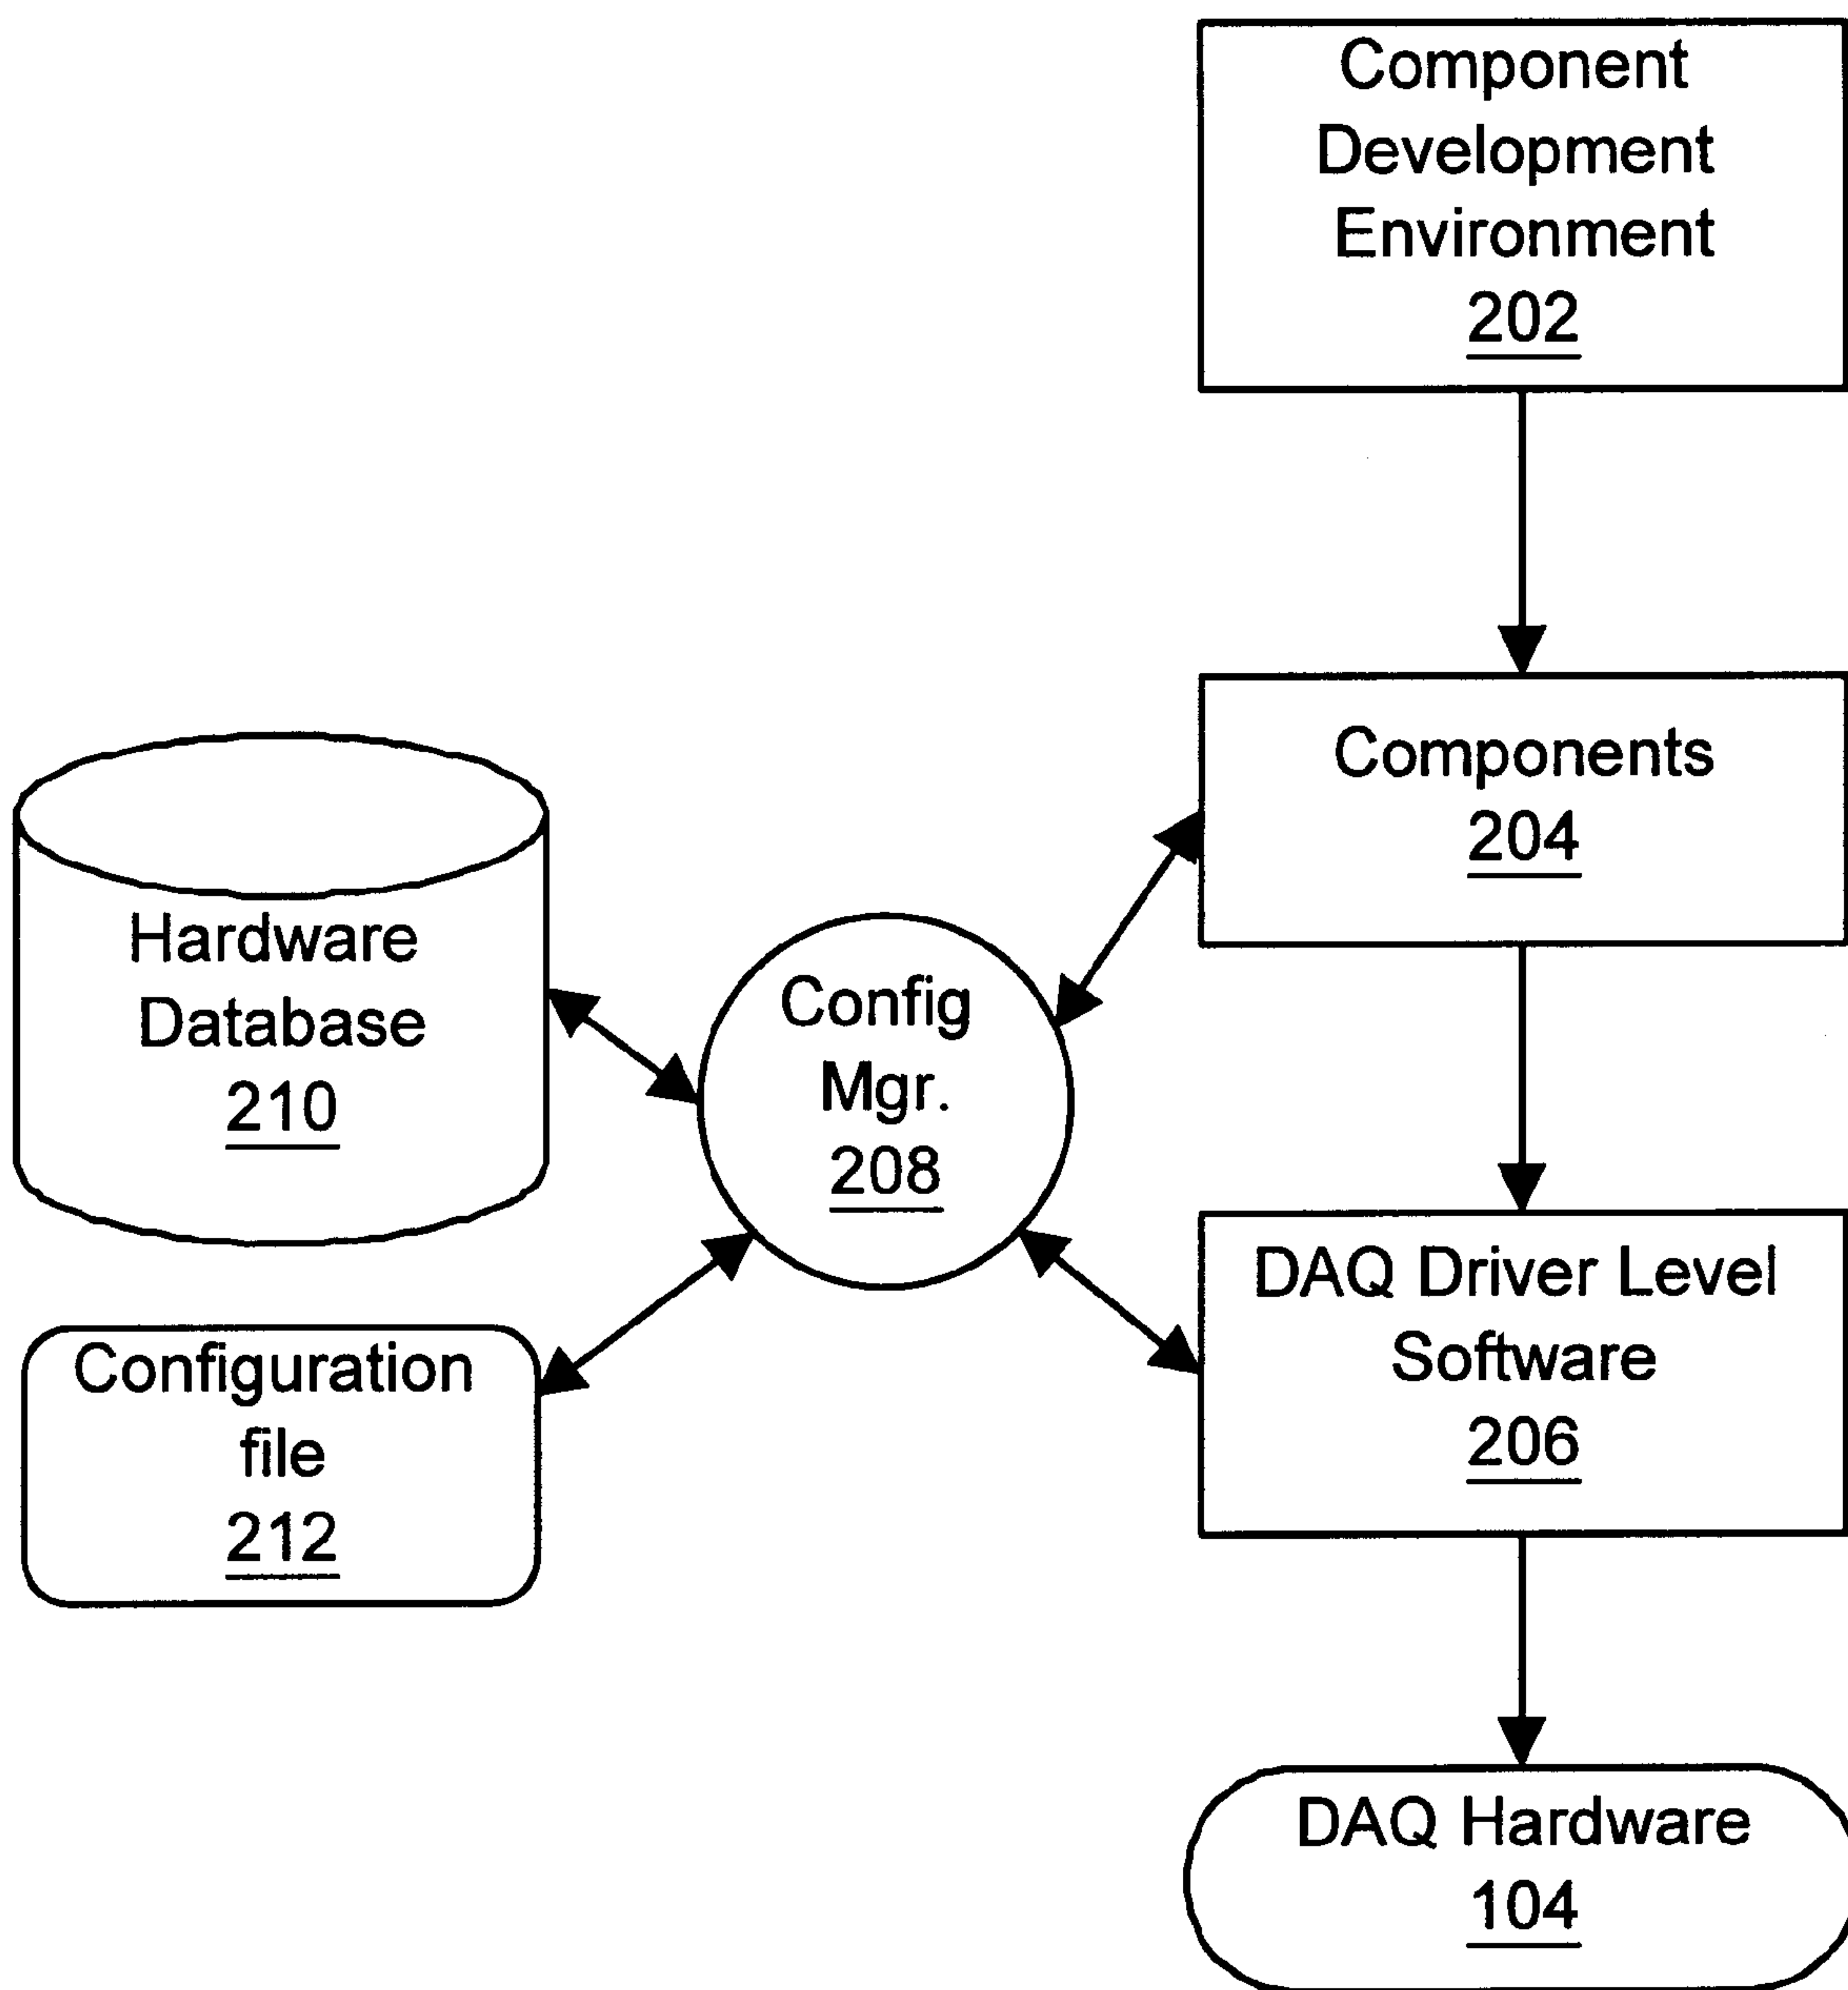 Component
Development
Environment
202
Components
204
Hardware
Database
210
Config
Mgr.
208
DAQ Driver Level
Software
206
Configuration
file
212
DAQ Hardware
104